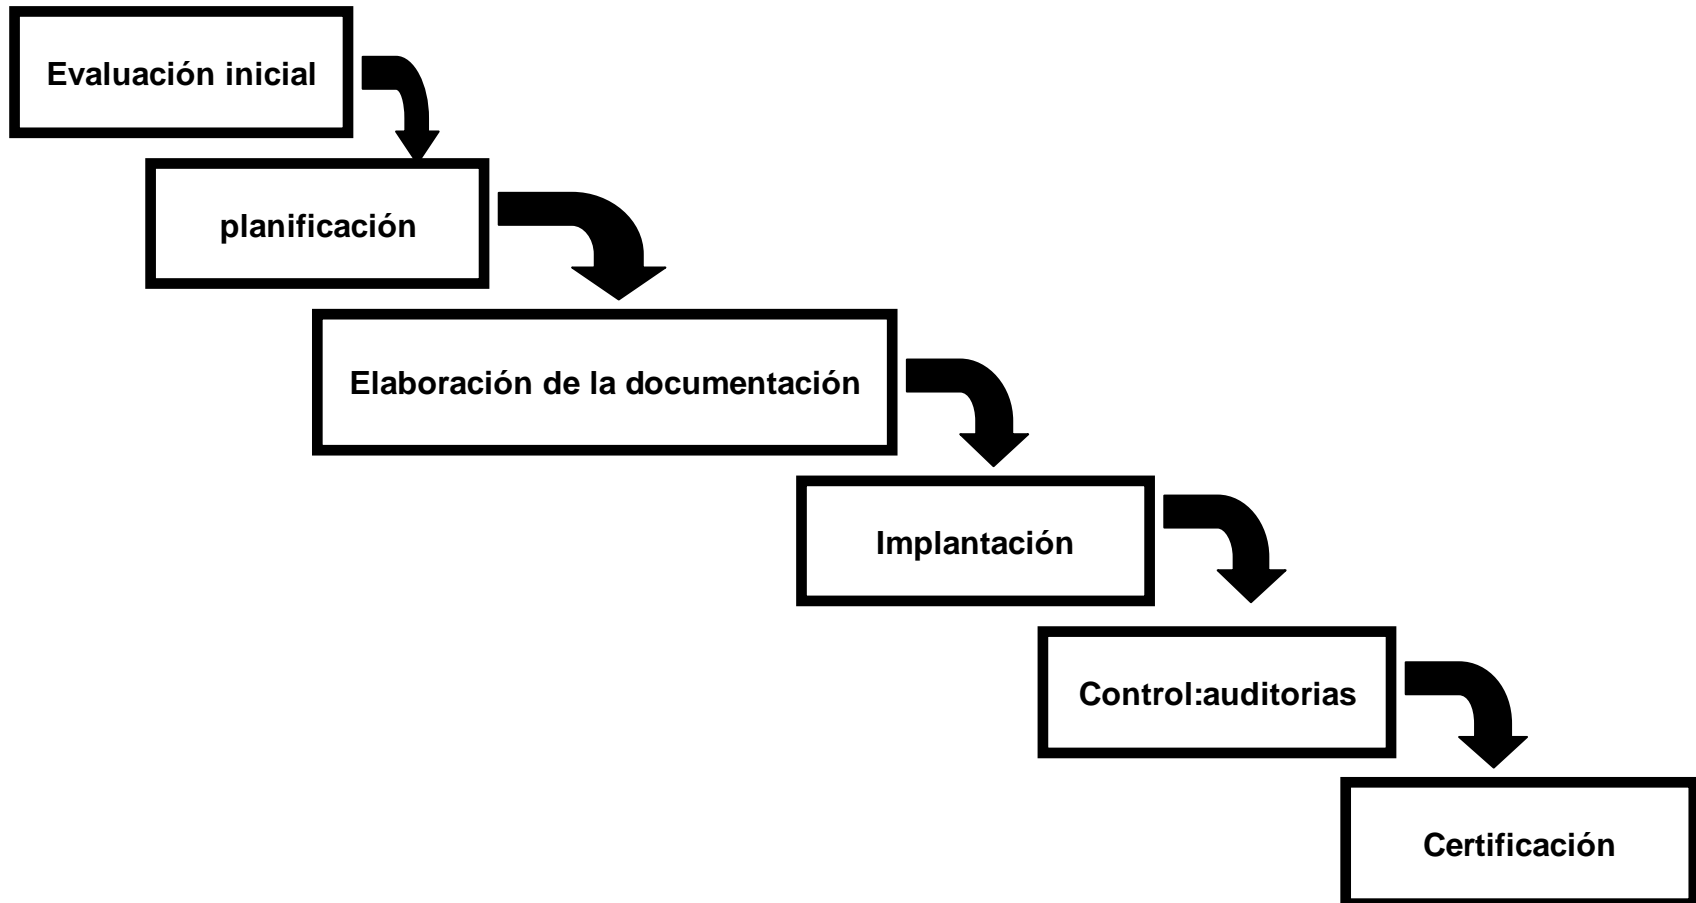 Evaluación inicial
planificación
Elaboración de la documentación
Implantación
Control:auditorias
Certificación